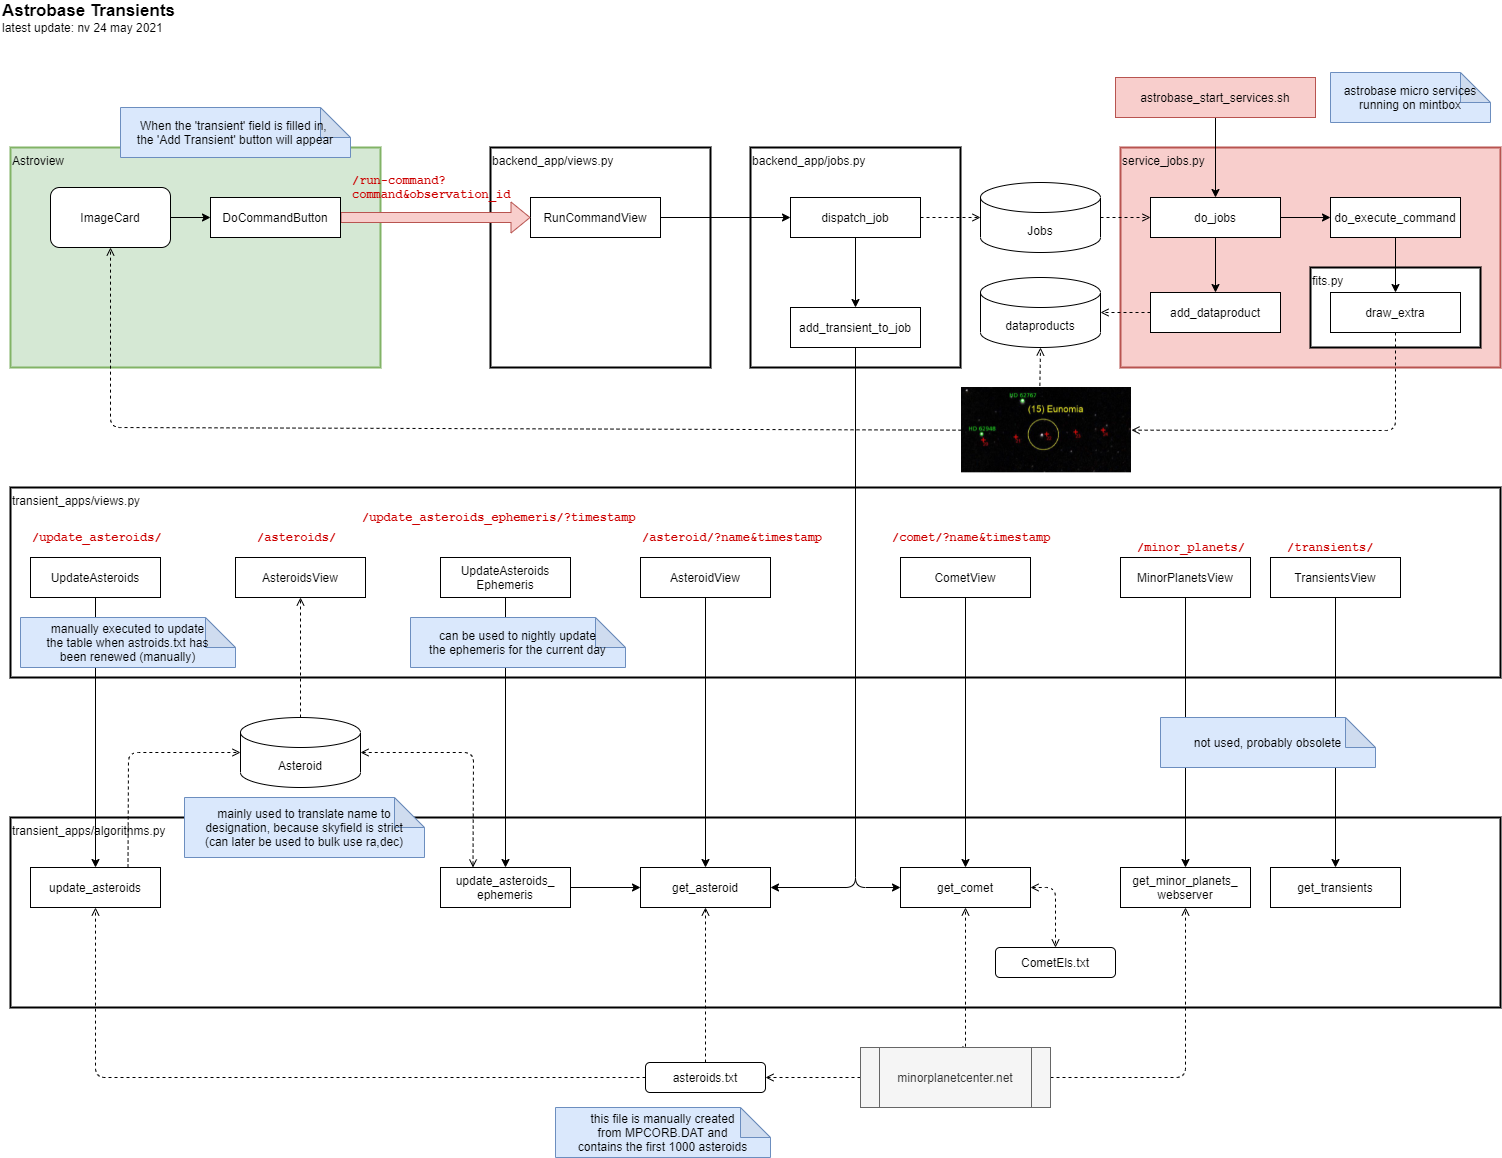 Astrobase Transients
latest update: nv 24 may 2021
astrobase_start_services.sh
astrobase micro services
running on mintbox
When the 'transient' field is filled in,
the 'Add Transient' button will appear
Astroview
ImageCard
DoCommandButton
/run-command?
command&observation_id
backend_app/views.py
RunCommandView
backend_app/jobs.py
dispatch_job
add_transient_to_job
Jobs
dataproducts
service_jobs.py
do_jobs
do_execute_command
add_dataproduct
fits.py
draw_extra
HD 62767
(15) Eunomia
HD 62948
transient_apps/views.py
/update_asteroids_ephemeris/?timestamp
/update_asteroids/
/asteroids/
/asteroid/?name&timestamp
/comet/?name&timestamp
/minor_planets/
/transients/
UpdateAsteroids
AsteroidsView
UpdateAsteroids
Ephemeris
AsteroidView
CometView
MinorPlanetsView
TransientsView
manually executed to update
the table when astroids.txt has
been renewed (manually)
can be used to nightly update
the ephemeris for the current day
Asteroid
not used, probably obsolete
mainly used to translate name to
designation, because skyfield is strict
(can later be used to bulk use ra,dec)
transient_apps/algorithms.py
update_asteroids
update_asteroids_
ephemeris
get_asteroid
get_comet
get_minor_planets_
webserver
get_transients
CometEls.txt
asteroids.txt
minorplanetcenter.net
this file is manually created
from MPCORB.DAT and
contains the first 1000 asteroids